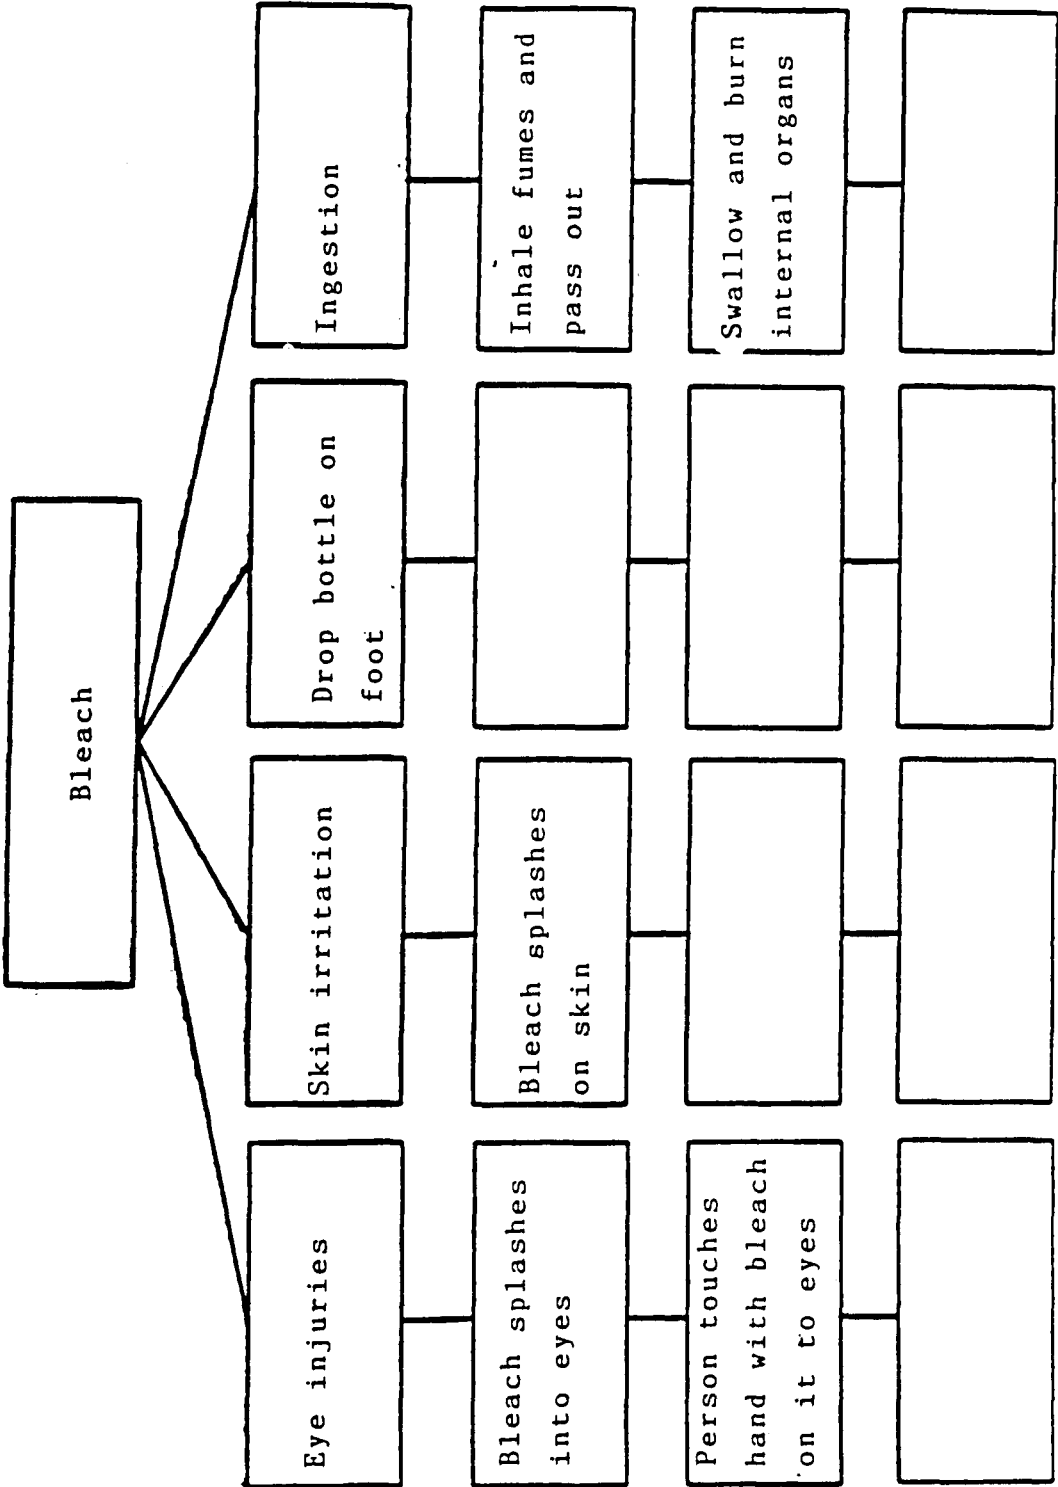 Bleach
Eye injuries
Bleach splashes
into eyes
Person touches
hand with bleach
on it to eyes
Skin irritation
Bleach splashes
on skin
Drop bottle on
foot
Ingestion
Inhale fumes and
pass out
Swallow and burn
internal organs